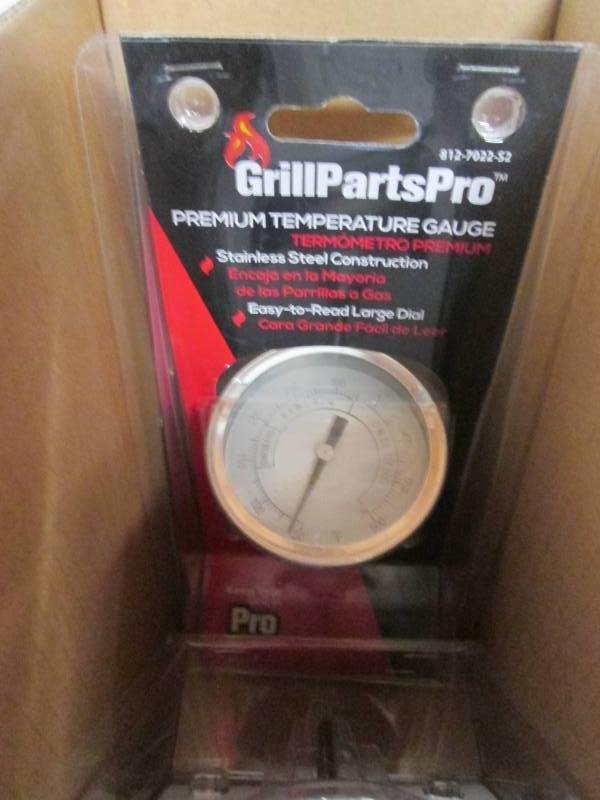 812-7022-S2
GrillPartsPro™
PREMIUM TEMPERATURE GAUGE
TERMÓMETRO PREMIUM
Stainless Steel Construction
Encaja en la Mayoria
de las Parrillas a Gas
Easy-to-Read Large Dial
Cara Grande Fácil de Leer
Pro